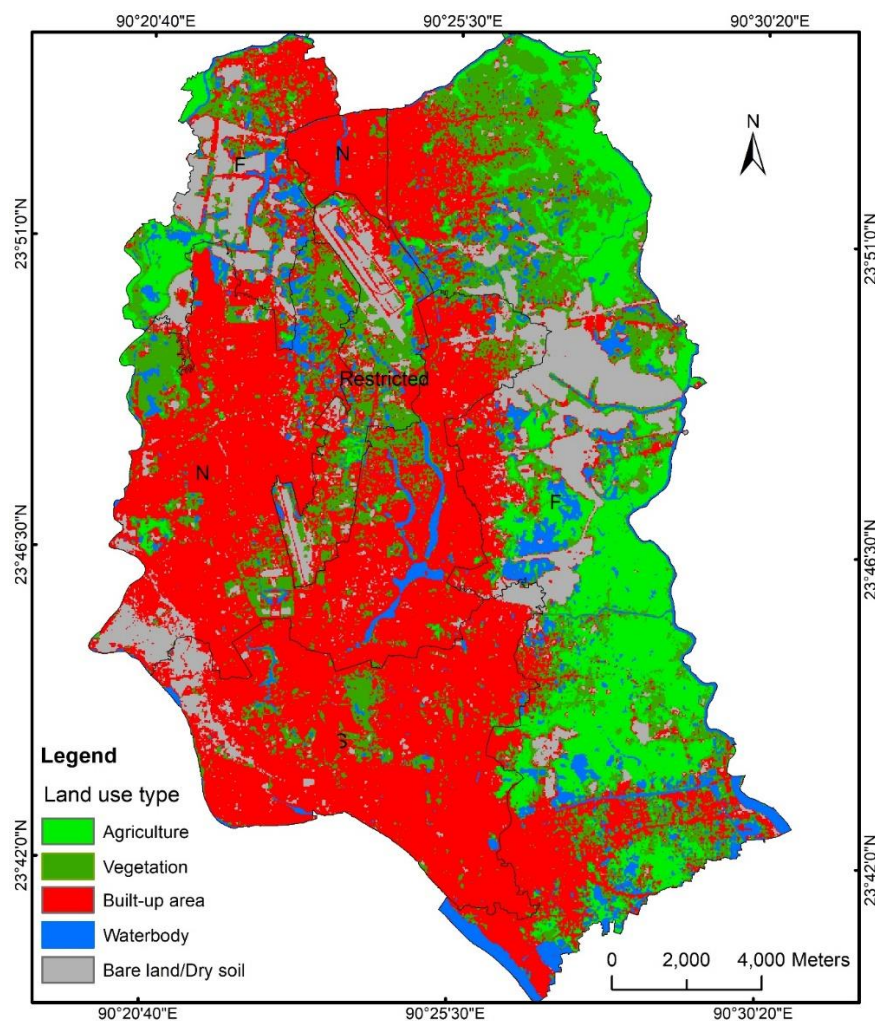 90°20'40"E 90°25'30"E 90°30'20"E
N
N
F
23°51'0"N 23°51'0"N
Restricted
N
F
23°46'30"N 23°46'30"N
S
Legend
Land use type
Agriculture
Vegetation
Built-up area
Waterbody
Bare land/Dry soil
23°42'0"N 23°42'0"N
0 2,000 4,000 Meters
90°20'40"E 90°25'30"E 90°30'20"E